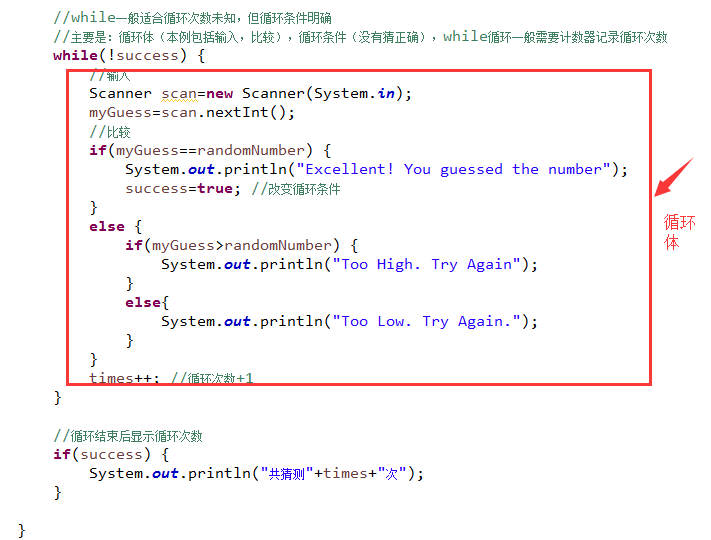 //while一般适合循环次数未知，但循环条件明确
//主要是：循环体（本例包括输入，比较），循环条件（没有猜正确），while循环一般需要计数器记录循环次数
while(!success) {
//输入
Scanner scan=new Scanner(System.in);
myGuess=scan.nextInt();
//比较
if(myGuess==randomNumber) {
System.out.println("Excellent! You guessed the number");
success=true; //改变循环条件
}
else {
if(myGuess>randomNumber) {
System.out.println("Too High. Try Again");
}
else{
System.out.println("Too Low. Try Again.");
}
}
times++; //循环次数+1
}
//循环结束后显示循环次数
if(success) {
System.out.println("共猜测"+times+"次");
}
}
循环
体